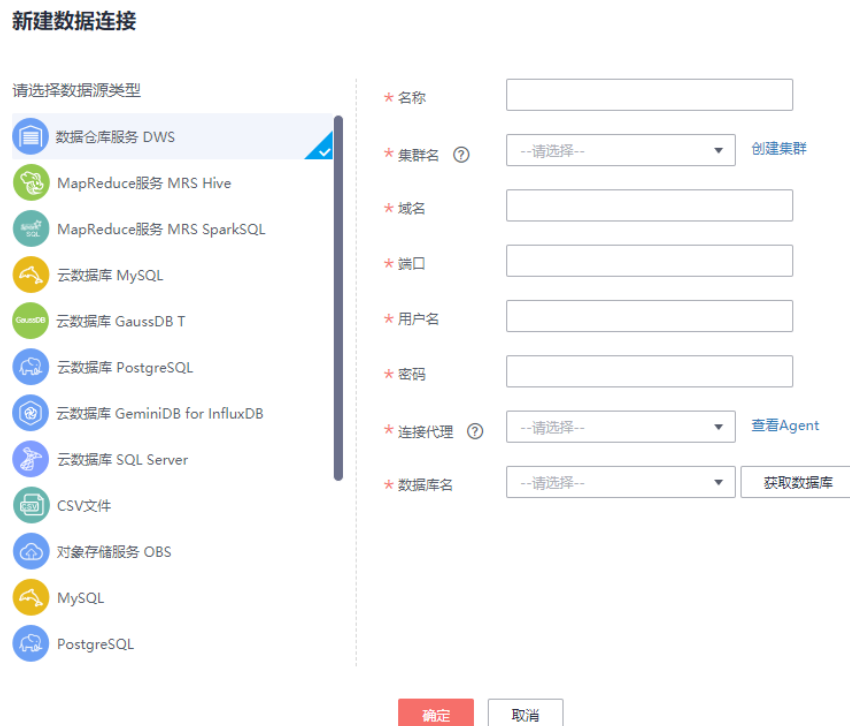 新建数据连接
请选择数据源类型
数据仓库服务 DWS
MapReduce服务 MRS Hive
MapReduce服务 MRS SparkSQL
云数据库 MySQL
GaussDB 云数据库 GaussDB T
云数据库 PostgreSQL
云数据库 GeminiDB for InfluxDB
云数据库 SQL Server
CSV CSV文件
对象存储服务 OBS
MySQL
PostgreSQL
* 名称
* 集群名 ? --请选择-- 创建集群
* 域名
* 端口
* 用户名
* 密码
* 连接代理 ? --请选择-- 查看Agent
* 数据库名 --请选择-- 获取数据库
确定 取消